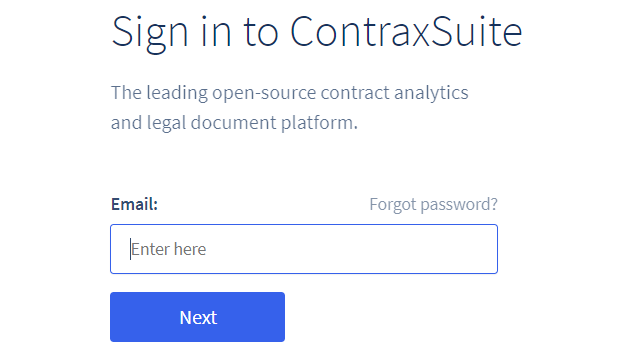 Sign in to ContraxSuite
The leading open-source contract analytics
and legal document platform.
Email: Forgot password?
Enter here
Next